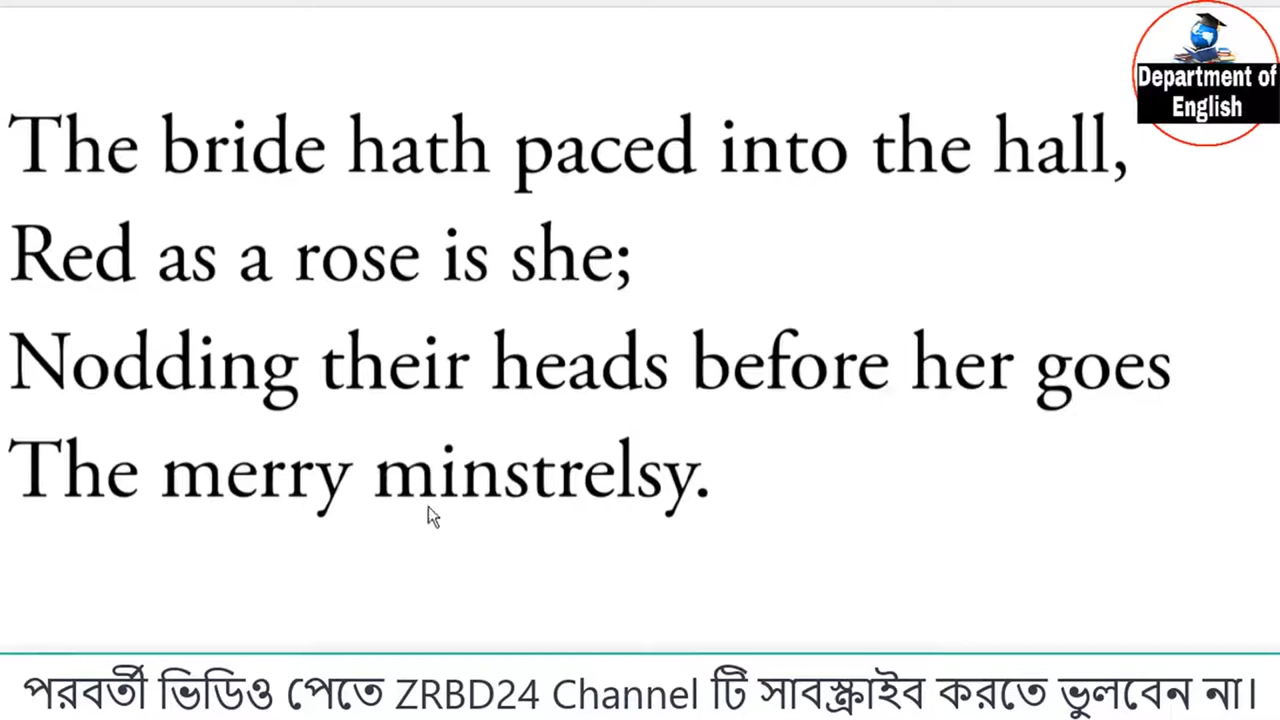 Department of
English
The bride hath paced into the hall,
Red as a rose is she;
Nodding their heads before her goes
The merry minstrelsy.
পরবর্তী ভিডিও পেতে ZRBD24 Channel টি সাবস্ক্রাইব করতে ভুলবেন না।